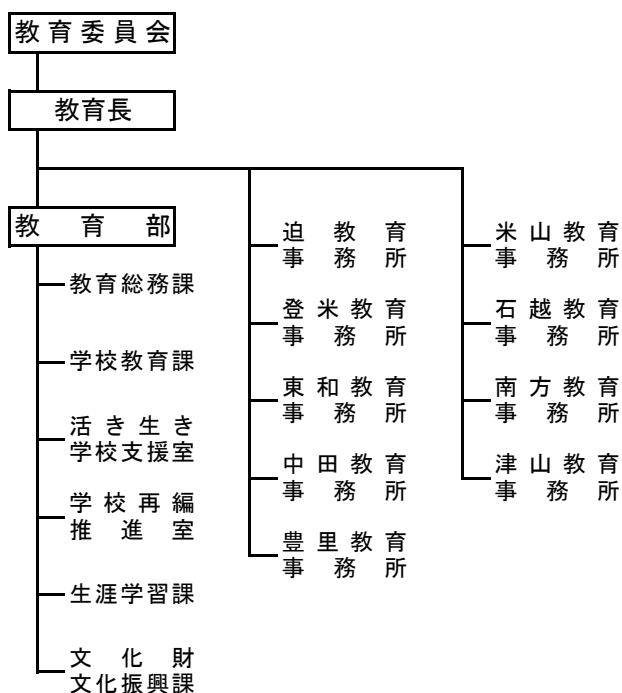 教育委員会
教育長
教育部
教育総務課
学校教育課
活き生き
学校支援室
学校再編
推進室
生涯学習課
文化財
文化振興課
迫教育
事務所
登米教育
事務所
東和教育
事務所
中田教育
事務所
豊里教育
事務所
米山教育
事務所
石越教育
事務所
南方教育
事務所
津山教育
事務所